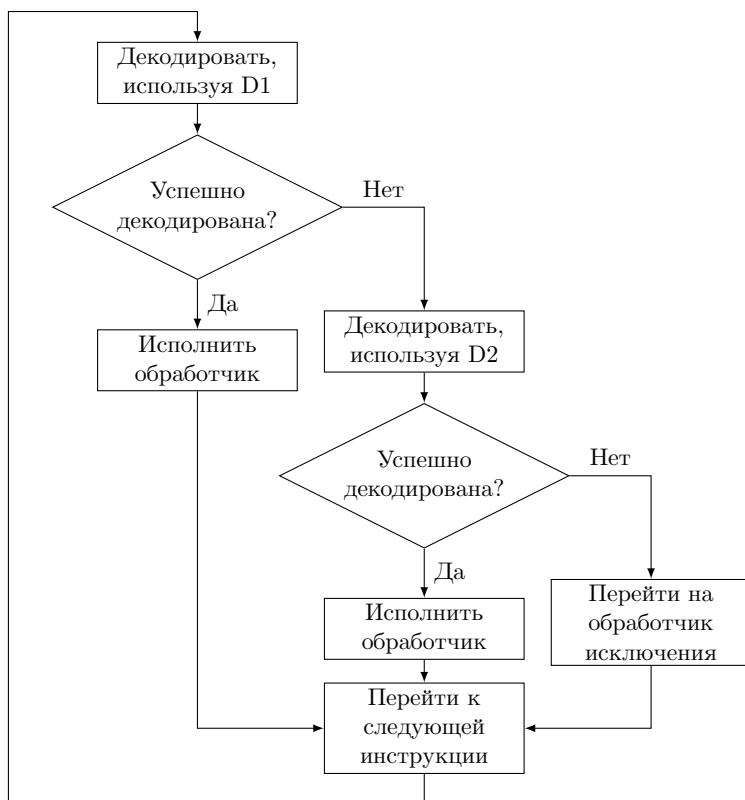 Декодировать,
используя D1
Успешно
декодирована?
Нет
Да
Исполнить
обработчик
Декодировать,
используя D2
Успешно
декодирована?
Нет
Да
Исполнить
обработчик
Перейти на
обработчик
исключения
Перейти к
следующей
инструкции